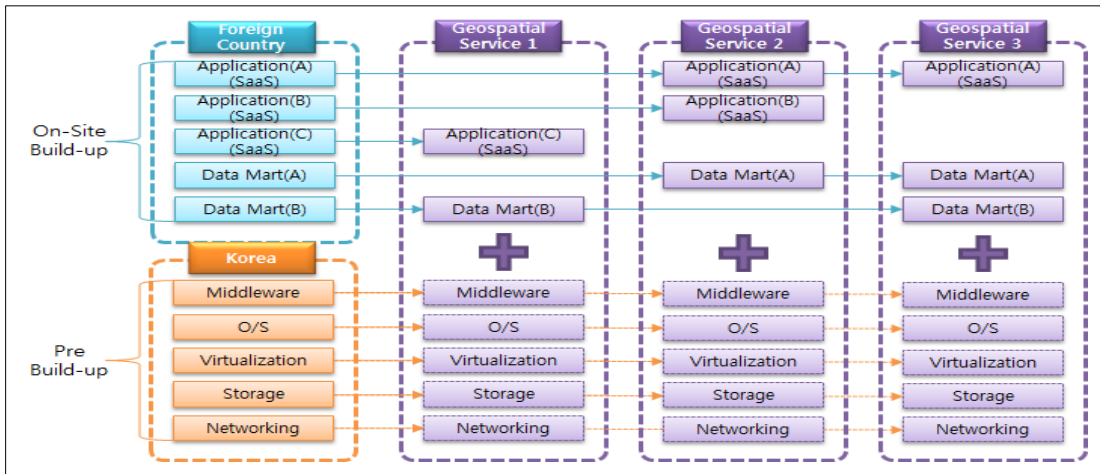 Foreign
Country
Geospatial
Service 1
Geospatial
Service 2
Geospatial
Service 3
On-Site
Build-up
Application(A)
(SaaS)
Application(A)
(SaaS)
Application(A)
(SaaS)
Application(B)
(SaaS)
Application(B)
(SaaS)
Application(C)
(SaaS)
Application(C)
(SaaS)
Data Mart(A)
Data Mart(A)
Data Mart(A)
Data Mart(B)
Data Mart(B)
Data Mart(B)
Korea
Pre
Build-up
Middleware
Middleware
Middleware
Middleware
O/S
O/S
O/S
O/S
Virtualization
Virtualization
Virtualization
Virtualization
Storage
Storage
Storage
Storage
Networking
Networking
Networking
Networking